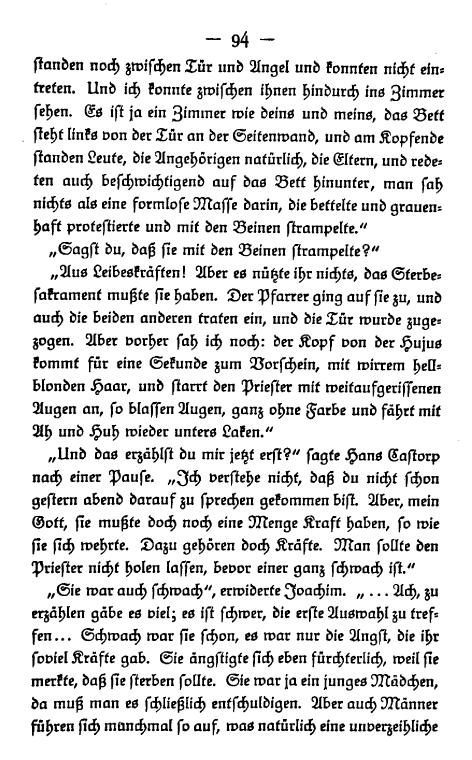 — 94 —
standen noch zwischen Tür und Angel und konnten nicht ein-
treten. Und ich konnte zwischen ihnen hindurch ins Zimmer
sehen. Es ist ja ein Zimmer wie deins und meins, das Bett
steht links von der Tür an der Seitenwand, und am Kopfende
standen Leute, die Angehörigen natürlich, die Eltern, und rede-
ten auch beschwichtigend auf das Bett hinunter, man sah
nichts als eine formlose Masse darin, die bettelte und grauen-
haft protestierte und mit den Beinen strampelte.“
„Sagst du, daß sie mit den Beinen strampelte?“
„Aus Leibeskräften! Aber es nützte ihr nichts, das Sterbe-
sakrament mußte sie haben. Der Pfarrer ging auf sie zu, und
auch die beiden anderen traten ein, und die Tür wurde zuge-
zogen. Aber vorher sah ich noch: der Kopf von der Hujus
kommt für eine Sekunde zum Vorschein, mit wirrem hell-
blonden Haar, und starrt den Priester mit weitaufgerissenen
Augen an, so blassen Augen, ganz ohne Farbe und fährt mit
Ah und Huh wieder unters Laken.“
„Und das erzählst du mir jetzt erst?“ sagte Hans Castorp
nach einer Pause. „Ich verstehe nicht, daß du nicht schon
gestern abend darauf zu sprechen gekommen bist. Aber, mein
Gott, sie mußte doch noch eine Menge Kraft haben, so wie
sie sich wehrte. Dazu gehören doch Kräfte. Man sollte den
Priester nicht holen lassen, bevor einer ganz schwach ist.“
„Sie war auch schwach“, erwiderte Joachim. „ ... Ach, zu
erzählen gäbe es viel; es ist schwer, die erste Auswahl zu tref-
fen... Schwach war sie schon, es war nur die Angst, die ihr
soviel Kräfte gab. Sie ängstigte sich eben fürchterlich, weil sie
merkte, daß sie sterben sollte. Sie war ja ein junges Mädchen,
da muß man es schließlich entschuldigen. Aber auch Männer
führen sich manchmal so auf, was natürlich eine unverzeihliche